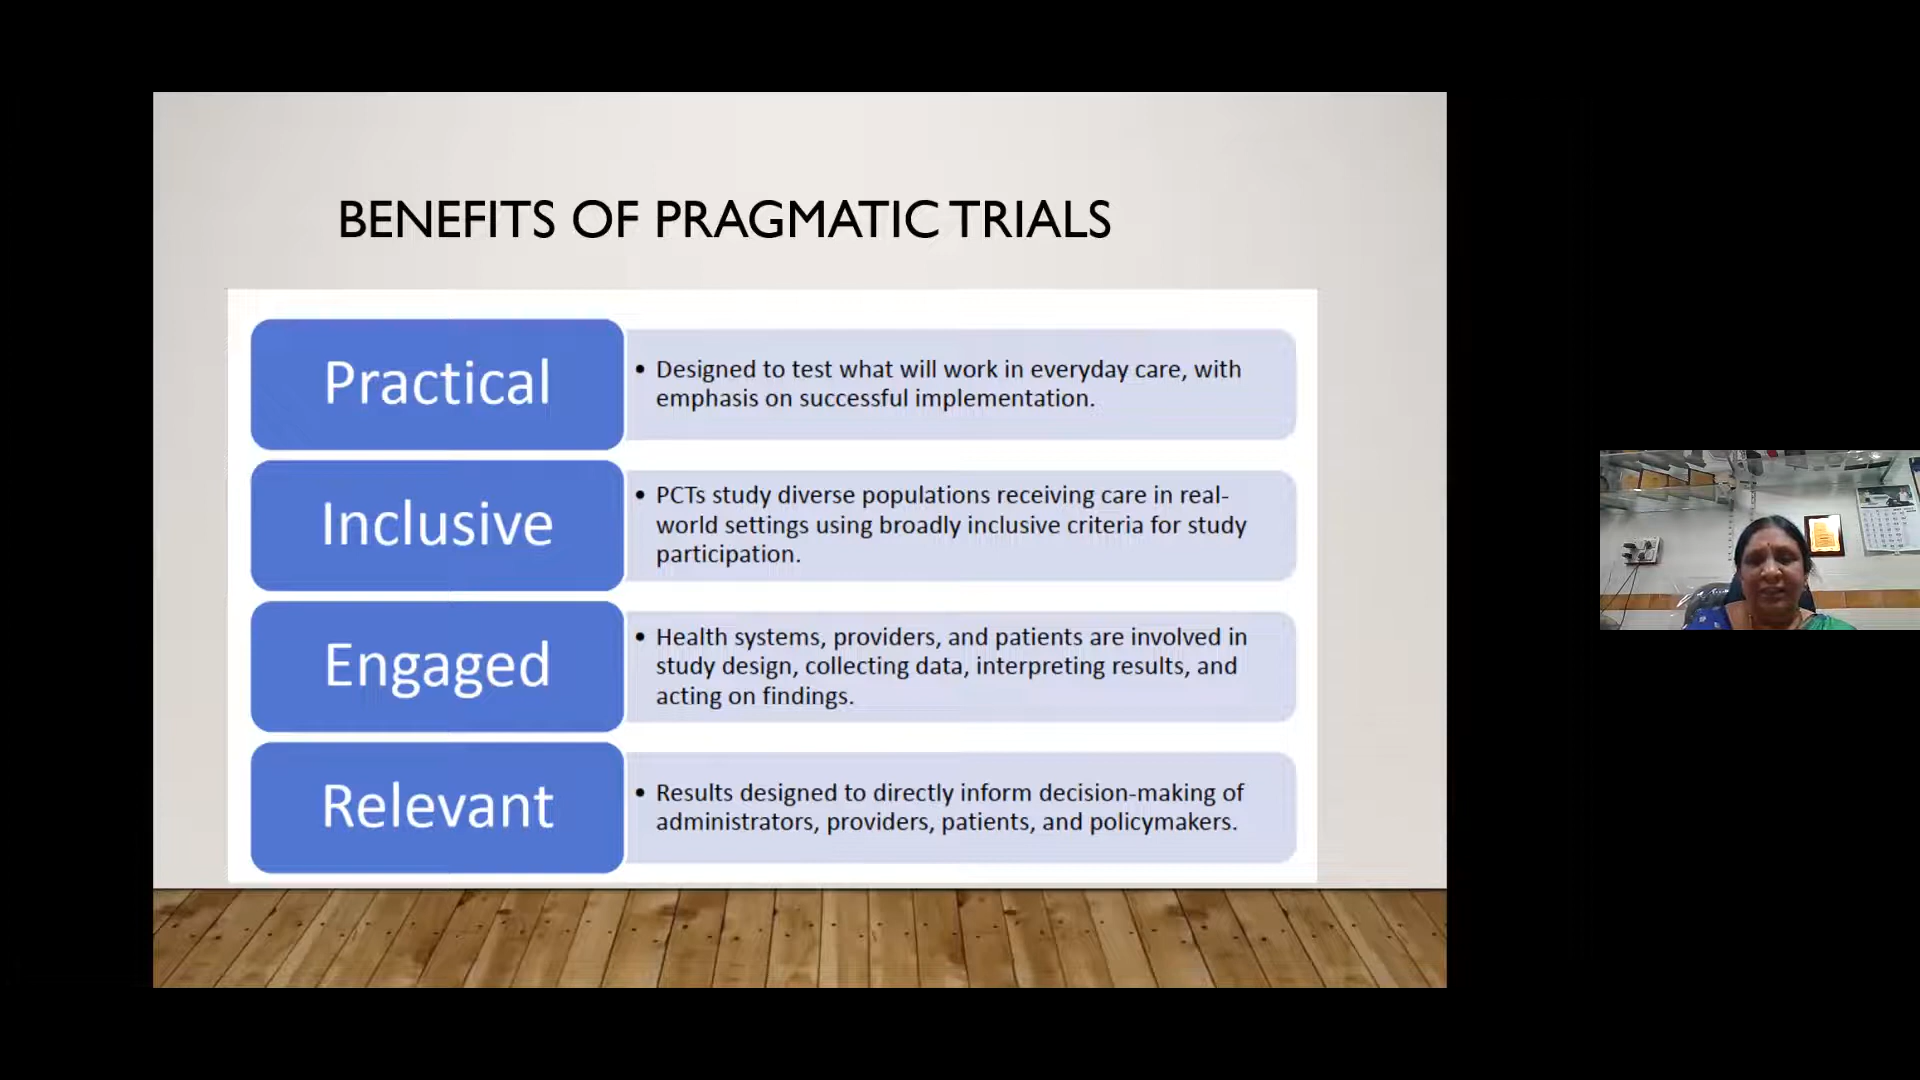 BENEFITS OF PRAGMATIC TRIALS
Practical
• Designed to test what will work in everyday care, with
emphasis on successful implementation.
Inclusive
• PCTs study diverse populations receiving care in real-
world settings using broadly inclusive criteria for study
participation.
Engaged
• Health systems, providers, and patients are involved in
study design, collecting data, interpreting results, and
acting on findings.
Relevant
• Results designed to directly inform decision-making of
administrators, providers, patients, and policymakers.